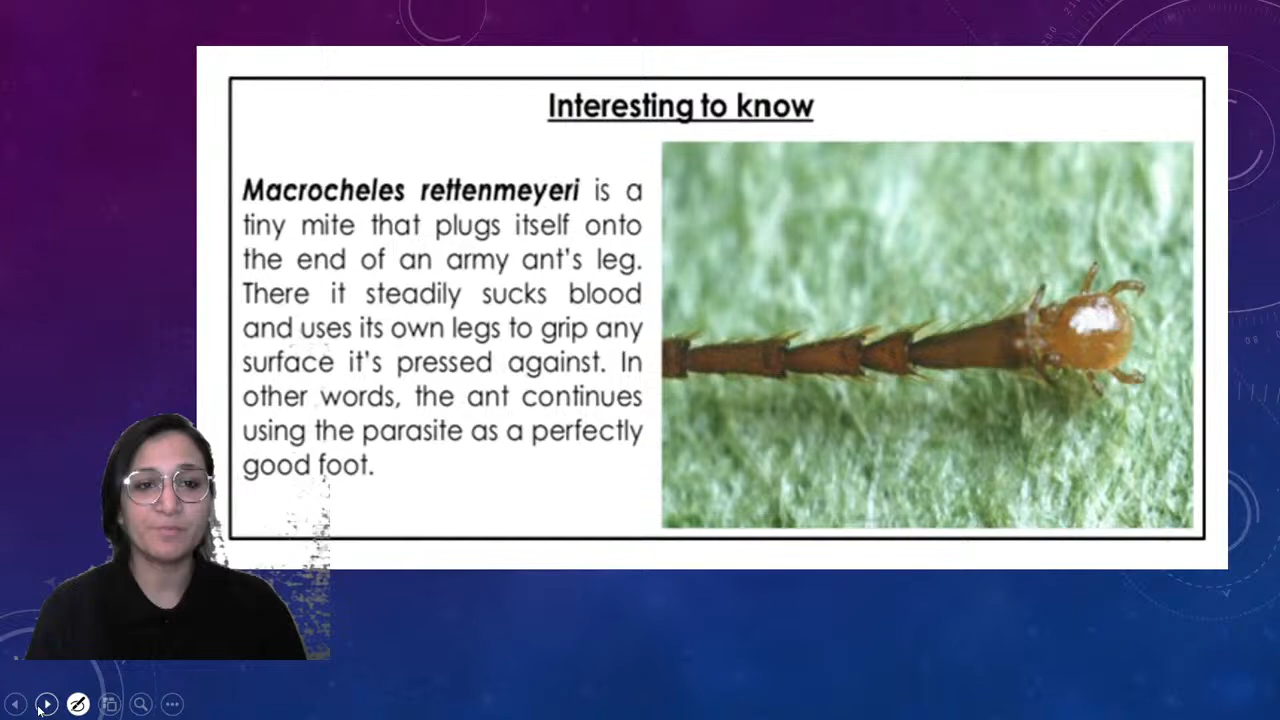 Interesting to know
Macrocheles rettenmeyeri is a
tiny mite that plugs itself onto
the end of an army ant's leg.
There it steadily sucks blood
and uses its own legs to grip any
surface it's pressed against. In
other words, the ant continues
using the parasite as a perfectly
good foot.